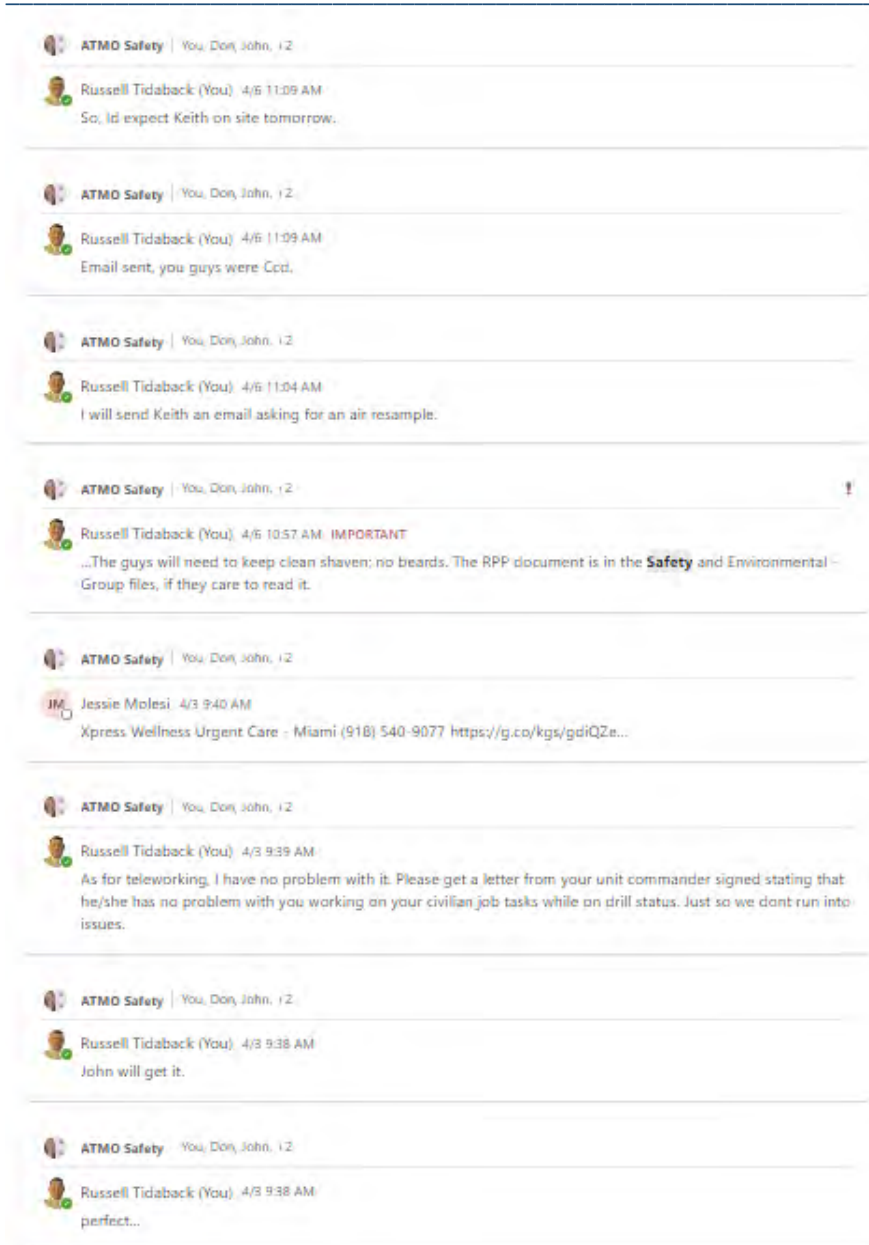 ATMO Safety | You, Don, John, +2
Russell Tidaback (You) 4/6 11:09 AM
So, Id expect Keith on site tomorrow.
ATMO Safety | You, Don, John, +2
Russell Tidaback (You) 4/6 11:09 AM
Email sent, you guys were Ccd.
ATMO Safety | You, Don, John, +2
Russell Tidaback (You) 4/6 11:04 AM
I will send Keith an email asking for an air resample.
ATMO Safety | You, Don, John, +2 !
Russell Tidaback (You) 4/6 10:57 AM IMPORTANT
...The guys will need to keep clean shaven; no beards. The RPP document is in the Safety and Environmental -
Group files, if they care to read it.
ATMO Safety | You, Don, John, +2
JM Jessie Molesi 4/3 9:40 AM
Xpress Wellness Urgent Care - Miami (918) 540-9077 https://g.co/kgs/gdiQZe...
ATMO Safety | You, Don, John, +2
Russell Tidaback (You) 4/3 9:39 AM
As for teleworking, I have no problem with it. Please get a letter from your unit commander signed stating that
he/she has no problem with you working on your civilian job tasks while on drill status. Just so we dont run into
issues.
ATMO Safety | You, Don, John, +2
Russell Tidaback (You) 4/3 9:38 AM
John will get it.
ATMO Safety You, Don, John, +2
Russell Tidaback (You) 4/3 9:38 AM
perfect...